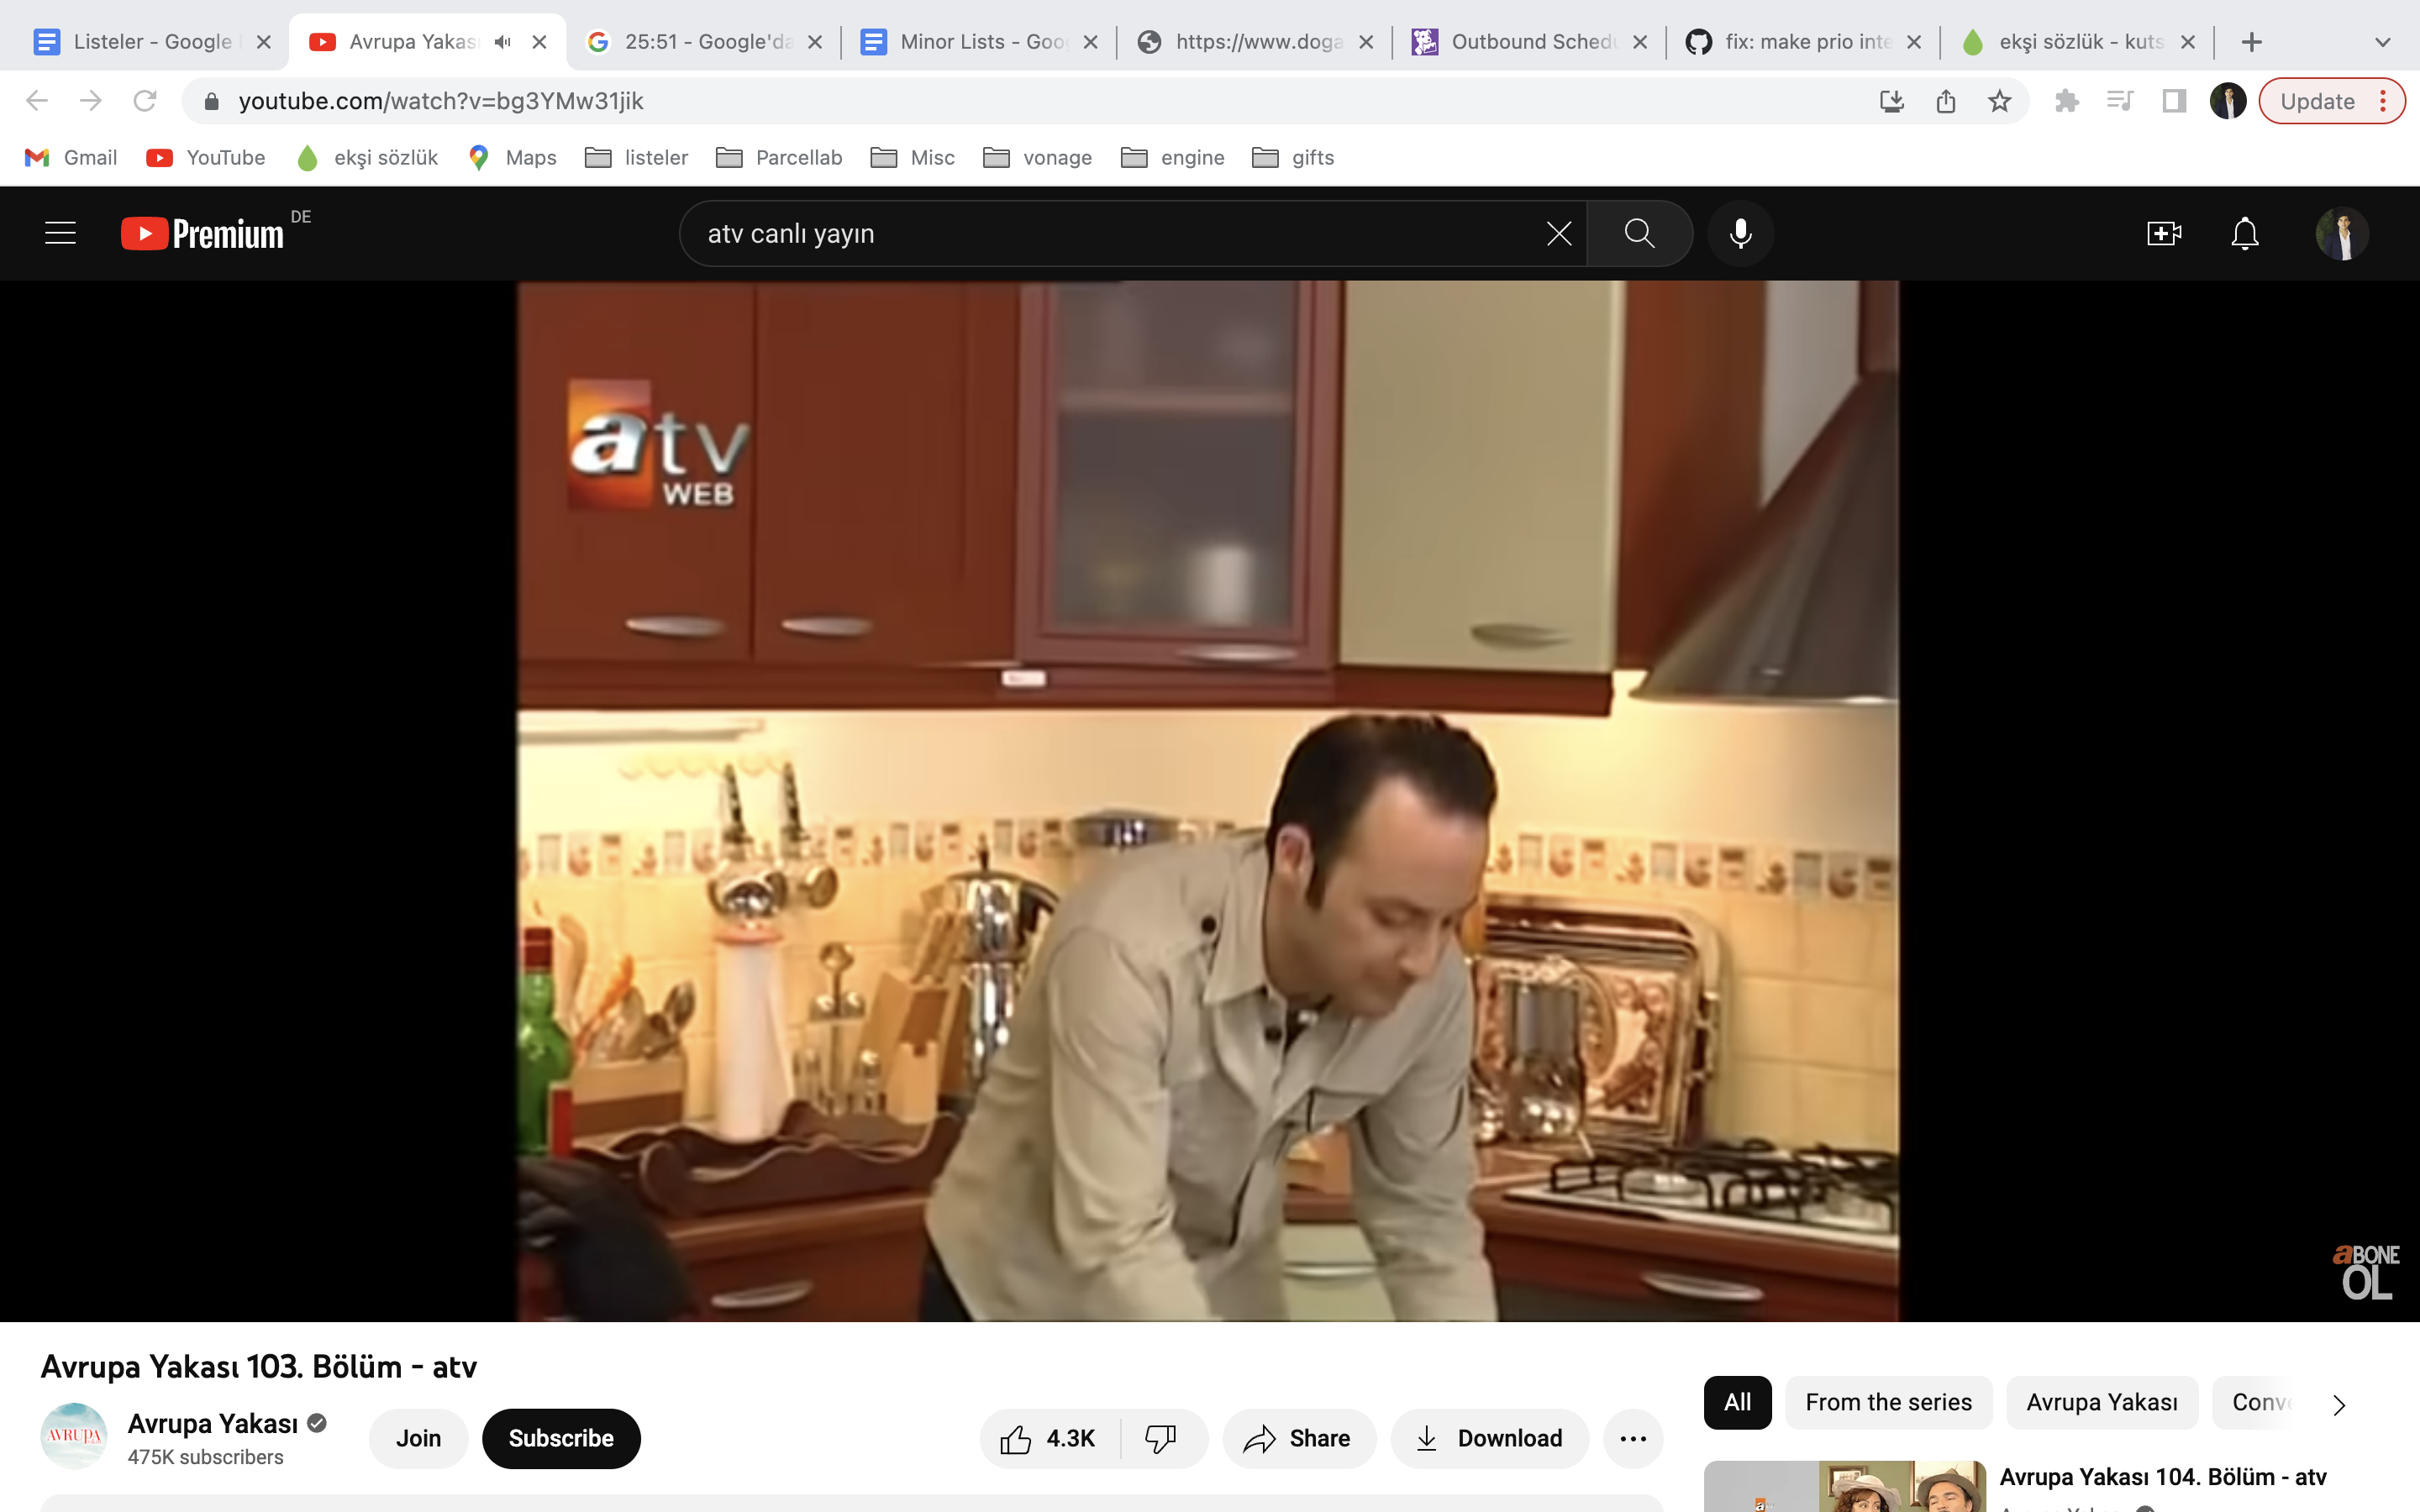 Listeler - Google
Avrupa Yakas
25:51 - Google'da
Minor Lists - Goo
https://www.doga
Outbound Schedu
fix: make prio inte
ekşi sözlük - kuts
youtube.com/watch?v=bg3YMw31jik
Update
Gmail
YouTube
ekşi sözlük
Maps
listeler
Parcellab
Misc
vonage
engine
gifts
Premium DE
atv canlı yayın
atv
WEB
aBONE
OL
Avrupa Yakası 103. Bölüm - atv
AVRUPA
Avrupa Yakası
475K subscribers
Join
Subscribe
4.3K
Share
Download
All
From the series
Avrupa Yakası
Conve
Avrupa Yakası 104. Bölüm - atv